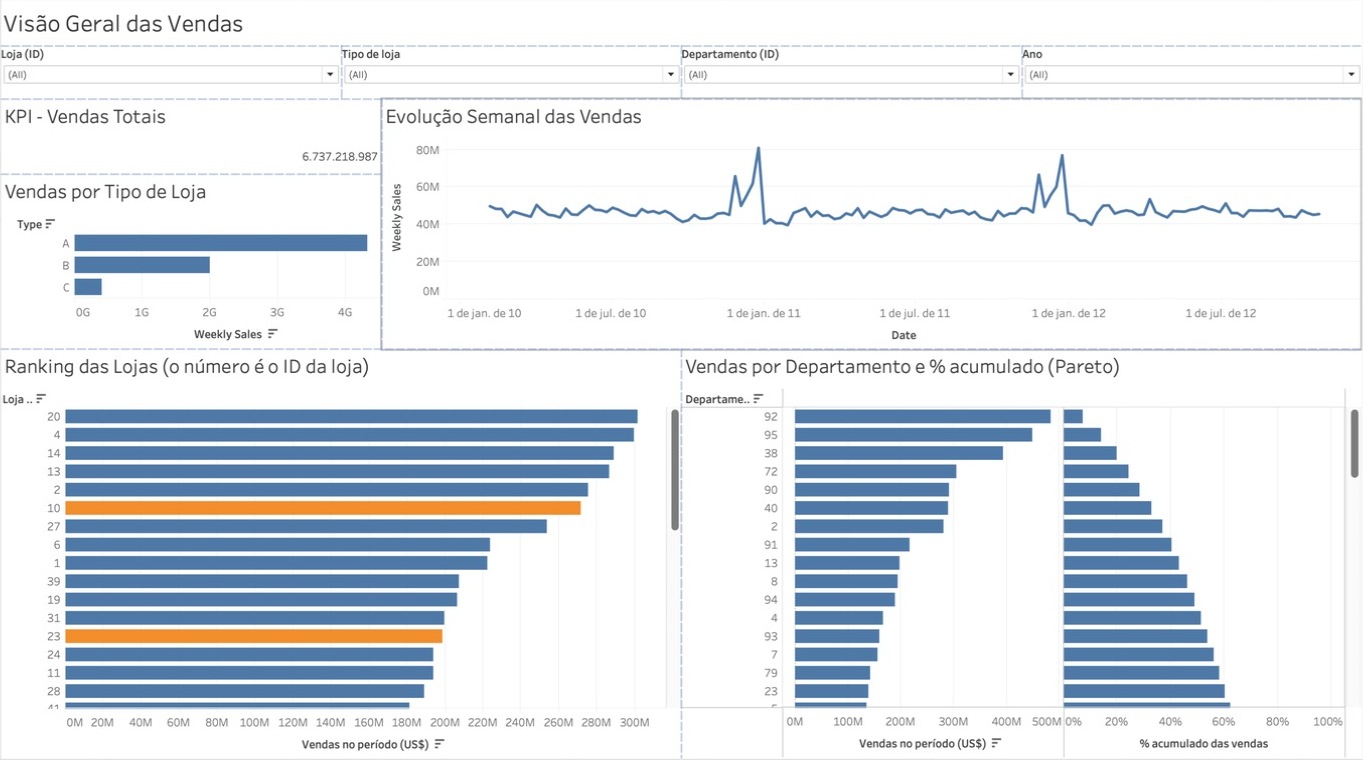 Visão Geral das Vendas
Loja (ID) Tipo de loja Departamento (ID) Ano
(All) (All) (All) (All)
KPI - Vendas Totais
6.737.218.987
Vendas por Tipo de Loja
Type
A
B
C
0G 1G 2G 3G 4G
Weekly Sales
Evolução Semanal das Vendas
Weekly Sales
80M
60M
40M
20M
0M
1 de jan. de 10 1 de jul. de 10 1 de jan. de 11 1 de jul. de 11 1 de jan. de 12 1 de jul. de 12
Date
Ranking das Lojas (o número é o ID da loja)
Loja ..
20
4
14
13
2
10
27
6
1
39
19
31
23
24
11
28
41
0M 20M 40M 60M 80M 100M 120M 140M 160M 180M 200M 220M 240M 260M 280M 300M
Vendas no período (US$)
Vendas por Departamento e % acumulado (Pareto)
Departame..
92
95
38
72
90
40
2
91
13
8
94
4
93
7
79
23
0M 100M 200M 300M 400M 500M 0% 20% 40% 60% 80% 100%
Vendas no período (US$) % acumulado das vendas